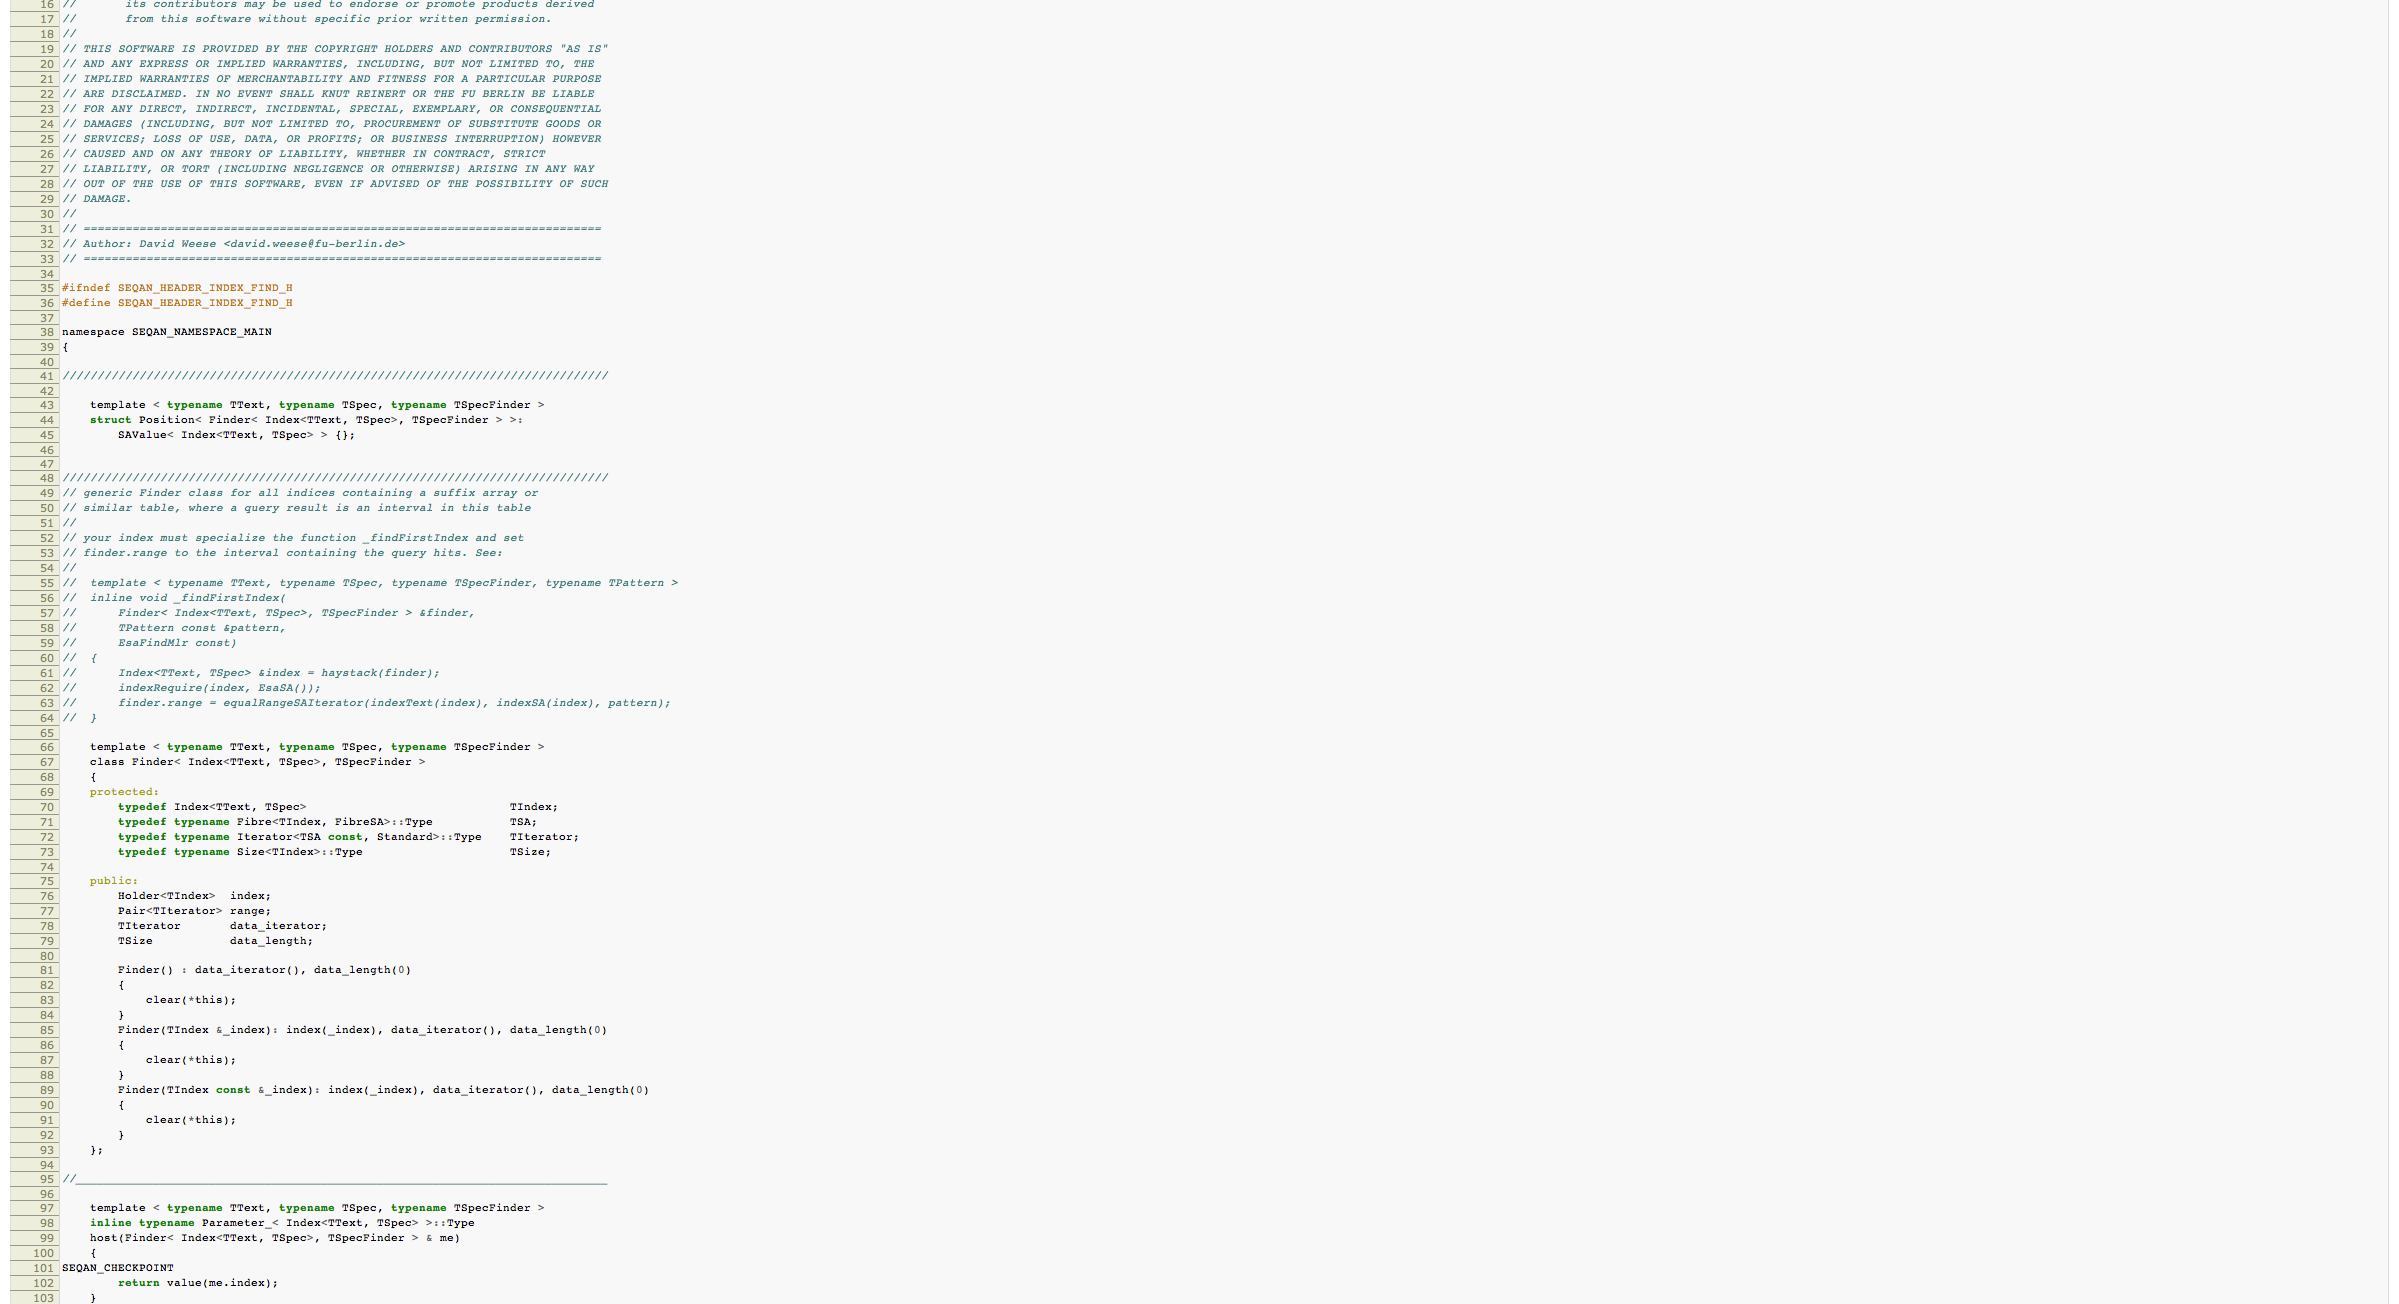 16 //       its contributors may be used to endorse or promote products derived
17 //       from this software without specific prior written permission.
18 //
19 // THIS SOFTWARE IS PROVIDED BY THE COPYRIGHT HOLDERS AND CONTRIBUTORS "AS IS"
20 // AND ANY EXPRESS OR IMPLIED WARRANTIES, INCLUDING, BUT NOT LIMITED TO, THE
21 // IMPLIED WARRANTIES OF MERCHANTABILITY AND FITNESS FOR A PARTICULAR PURPOSE
22 // ARE DISCLAIMED. IN NO EVENT SHALL KNUT REINERT OR THE FU BERLIN BE LIABLE
23 // FOR ANY DIRECT, INDIRECT, INCIDENTAL, SPECIAL, EXEMPLARY, OR CONSEQUENTIAL
24 // DAMAGES (INCLUDING, BUT NOT LIMITED TO, PROCUREMENT OF SUBSTITUTE GOODS OR
25 // SERVICES; LOSS OF USE, DATA, OR PROFITS; OR BUSINESS INTERRUPTION) HOWEVER
26 // CAUSED AND ON ANY THEORY OF LIABILITY, WHETHER IN CONTRACT, STRICT
27 // LIABILITY, OR TORT (INCLUDING NEGLIGENCE OR OTHERWISE) ARISING IN ANY WAY
28 // OUT OF THE USE OF THIS SOFTWARE, EVEN IF ADVISED OF THE POSSIBILITY OF SUCH
29 // DAMAGE.
30 //
31 // ==========================================================================
32 // Author: David Weese <david.weese@fu-berlin.de>
33 // ==========================================================================
34
35 #ifndef SEQAN_HEADER_INDEX_FIND_H
36 #define SEQAN_HEADER_INDEX_FIND_H
37
38 namespace SEQAN_NAMESPACE_MAIN
39 {
40
41 //////////////////////////////////////////////////////////////////////////////
42
43     template < typename TText, typename TSpec, typename TSpecFinder >
44     struct Position< Finder< Index<TText, TSpec>, TSpecFinder > >:
45         SAValue< Index<TText, TSpec> > {};
46
47
48 //////////////////////////////////////////////////////////////////////////////
49 // generic Finder class for all indices containing a suffix array or
50 // similar table, where a query result is an interval in this table
51 //
52 // your index must specialize the function _findFirstIndex and set
53 // finder.range to the interval containing the query hits. See:
54 //
55 //  template < typename TText, typename TSpec, typename TSpecFinder, typename TPattern >
56 //  inline void _findFirstIndex(
57 //      Finder< Index<TText, TSpec>, TSpecFinder > &finder,
58 //      TPattern const &pattern,
59 //      EsaFindMlr const)
60 //  {
61 //      Index<TText, TSpec> &index = haystack(finder);
62 //      indexRequire(index, EsaSA());
63 //      finder.range = equalRangeSAIterator(indexText(index), indexSA(index), pattern);
64 //  }
65
66     template < typename TText, typename TSpec, typename TSpecFinder >
67     class Finder< Index<TText, TSpec>, TSpecFinder >
68     {
69     protected:
70         typedef Index<TText, TSpec>                             TIndex;
71         typedef typename Fibre<TIndex, FibreSA>::Type           TSA;
72         typedef typename Iterator<TSA const, Standard>::Type    TIterator;
73         typedef typename Size<TIndex>::Type                     TSize;
74
75     public:
76         Holder<TIndex>  index;
77         Pair<TIterator> range;
78         TIterator       data_iterator;
79         TSize           data_length;
80
81         Finder() : data_iterator(), data_length(0)
82         {
83             clear(*this);
84         }
85         Finder(TIndex &_index): index(_index), data_iterator(), data_length(0)
86         {
87             clear(*this);
88         }
89         Finder(TIndex const &_index): index(_index), data_iterator(), data_length(0)
90         {
91             clear(*this);
92         }
93     };
94
95 //____________________________________________________________________________
96
97     template < typename TText, typename TSpec, typename TSpecFinder >
98     inline typename Parameter_< Index<TText, TSpec> >::Type
99     host(Finder< Index<TText, TSpec>, TSpecFinder > & me)
100     {
101 SEQAN_CHECKPOINT
102         return value(me.index);
103     }